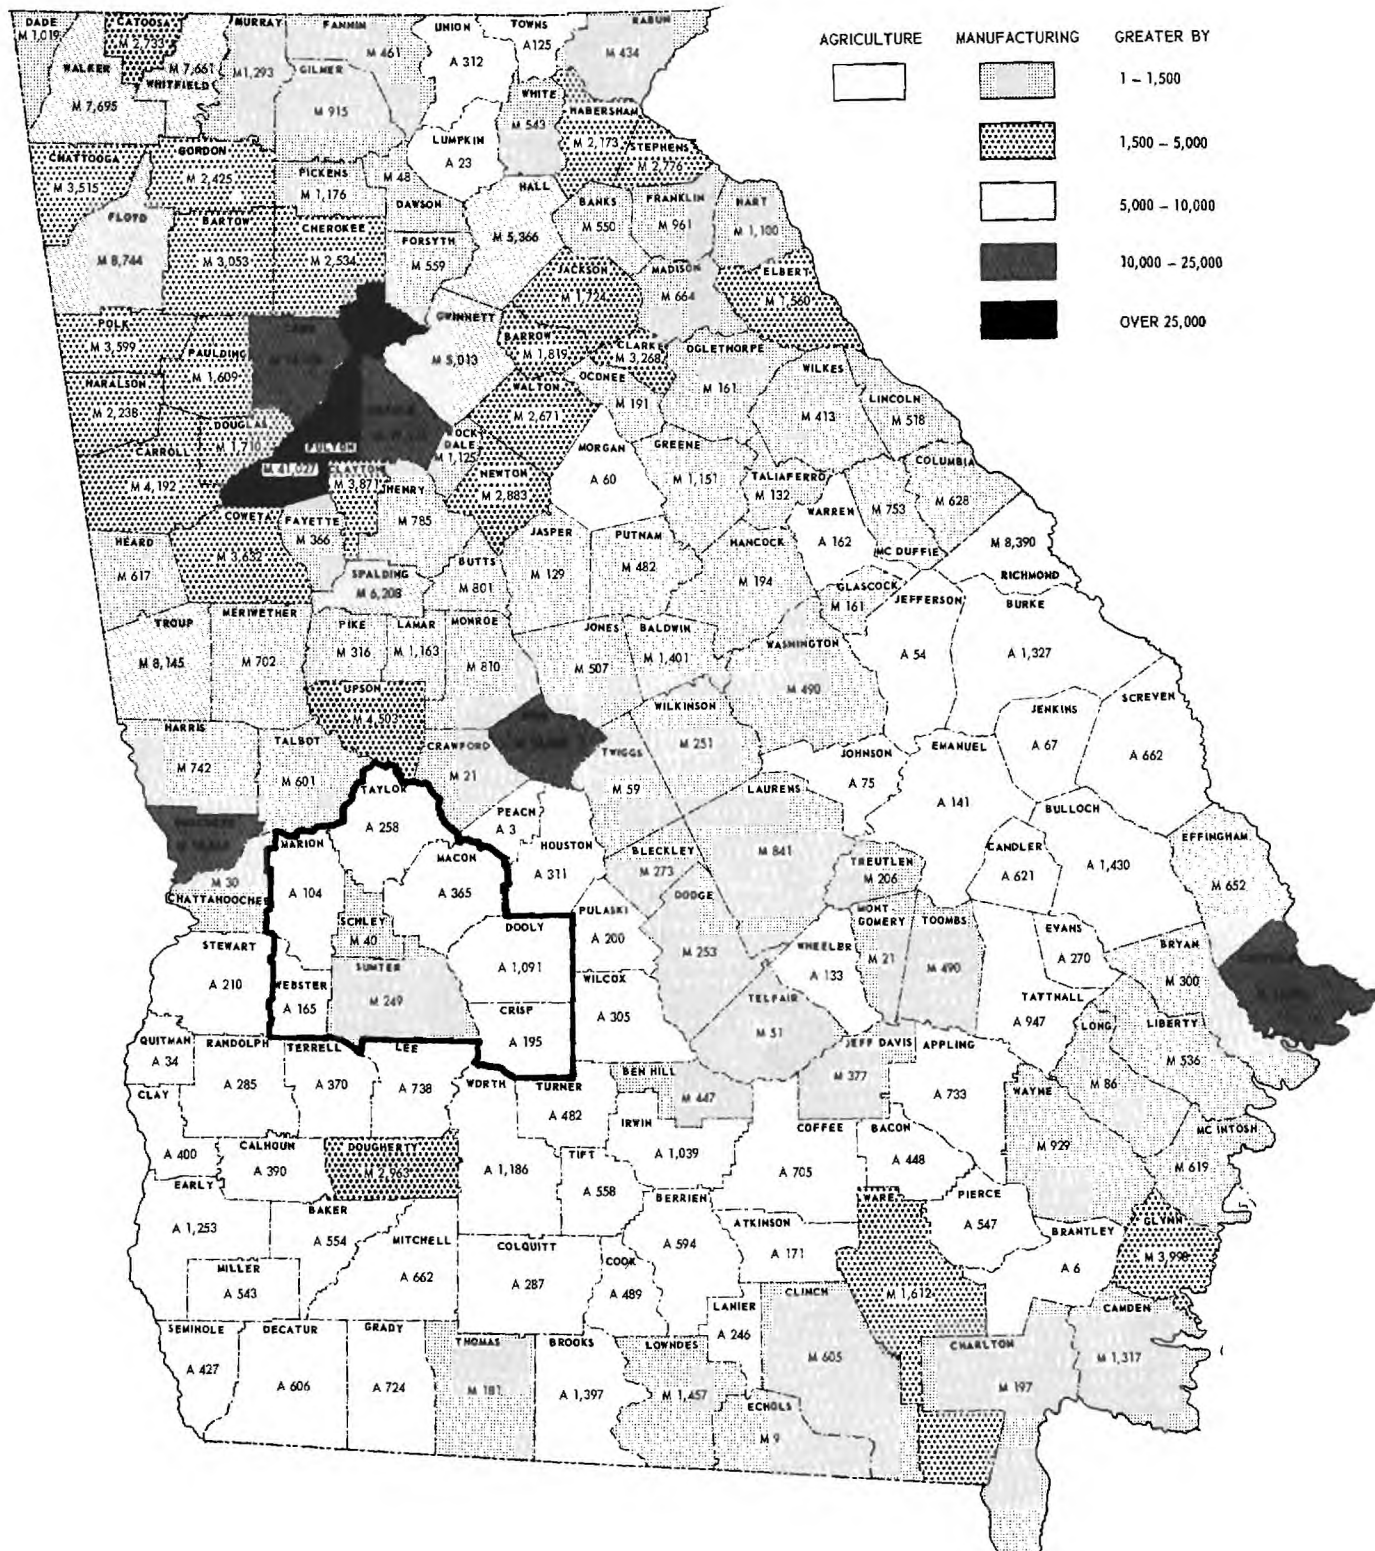 AGRICULTURE MANUFACTURING GREATER BY
1 – 1,500
1,500 – 5,000
5,000 – 10,000
10,000 – 25,000
OVER 25,000
DADE
M 1,019
CATOOSA
M 2,733
WALKER
M 7,695
M 7,661
WHITFIELD
MURRAY
M 1,293
FANNIN
M 461
GILMER
M 915
UNION
A 312
TOWNS
A 125
RABUN
M 434
WHITE
M 543
HABERSHAM
M 2,173
STEPHENS
M 2,776
LUMPKIN
A 23
CHATTOOGA
M 3,515
GORDON
M 2,425
PICKENS
M 1,176
M 48
DAWSON
HALL
M 5,366
BANKS
M 550
FRANKLIN
M 961
HART
M 1,100
FLOYD
M 8,744
BARTOW
M 3,053
CHEROKEE
M 2,534
FORSYTH
M 559
JACKSON
M 1,724
MADISON
M 664
ELBERT
M 1,560
POLK
M 3,599
PAULDING
M 1,609
COBB
GWINNETT
M 5,013
BARROW
M 1,819
CLARKE
M 3,268
OCONEE
M 191
OGLETHORPE
M 161
WILKES
M 413
LINCOLN
M 518
HARALSON
M 2,238
DOUGLAS
M 1,710
CARROLL
M 4,192
FULTON
M 41,027
CLAYTON
M 3,871
ROCK
DALE
M 1,125
WALTON
M 2,671
NEWTON
M 2,883
MORGAN
A 60
GREENE
M 1,151
TALIAFERRO
M 132
COLUMBIA
M 628
M 753
MC DUFFIE
WARREN
A 162
M 8,390
RICHMOND
HENRY
M 785
COWETA
M 3,632
FAYETTE
M 366
HEARD
M 617
SPALDING
M 6,208
BUTTS
M 801
JASPER
M 129
PUTNAM
M 482
HANCOCK
M 194
GLASCOCK
M 161
JEFFERSON
A 54
BURKE
A 1,327
TROUP
M 8,145
MERIWETHER
M 702
PIKE
M 316
LAMAR
M 1,163
MONROE
M 810
JONES
M 507
BALDWIN
M 1,401
WASHINGTON
M 490
SCREVEN
A 662
JENKINS
A 67
UPSON
M 4,503
HARRIS
M 742
TALBOT
M 601
CRAWFORD
M 21
TWIGGS
M 59
WILKINSON
M 251
JOHNSON
A 75
EMANUEL
A 141
BULLOCH
A 1,430
EFFINGHAM
M 652
TAYLOR
A 258
PEACH
A 3
HOUSTON
A 311
BLECKLEY
M 273
LAURENS
M 841
TREUTLEN
M 206
CANDLER
A 621
MARION
A 104
MACON
A 365
M 30
CHATTAHOOCHEE
SCHLEY
M 40
PULASKI
A 200
DODGE
M 253
MONT
GOMERY
M 21
TOOMBS
M 490
EVANS
A 270
BRYAN
M 300
STEWART
A 210
WEBSTER
A 165
SUMTER
M 249
DOOLY
A 1,091
WILCOX
A 305
WHEELER
A 133
TELFAIR
M 51
TATTNALL
A 947
LONG
M 86
LIBERTY
M 536
CRISP
A 195
QUITMAN
A 34
RANDOLPH
A 285
TERRELL
A 370
LEE
A 738
WORTH
A 1,186
TURNER
A 482
BEN HILL
M 447
JEFF DAVIS
M 377
APPLING
A 733
WAYNE
M 929
MC INTOSH
M 619
CLAY
A 400
CALHOUN
A 390
DOUGHERTY
M 2,963
TIFT
A 558
IRWIN
A 1,039
COFFEE
A 705
BACON
A 448
EARLY
A 1,253
BAKER
A 554
MITCHELL
A 662
COLQUITT
A 287
BERRIEN
A 594
COOK
A 489
ATKINSON
A 171
WARE
M 1,612
PIERCE
A 547
BRANTLEY
A 6
GLYNN
M 3,998
MILLER
A 543
LANIER
A 246
CLINCH
M 605
CHARLTON
M 197
CAMDEN
M 1,317
SEMINOLE
A 427
DECATUR
A 606
GRADY
A 724
THOMAS
M 181
BROOKS
A 1,397
LOWNDES
M 1,457
ECHOLS
M 9